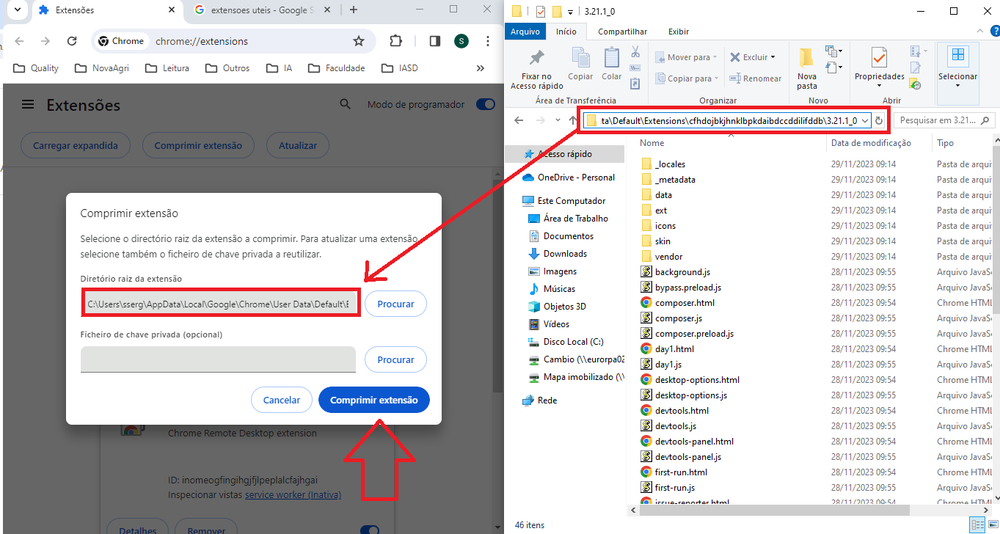 Extensões
extensoes uteis - Google S
Chrome
chrome://extensions
S
Quality
NovaAgri
Leitura
Outros
IA
Faculdade
IASD
»
Extensões
Modo de programador
Carregar expandida
Comprimir extensão
Atualizar
Comprimir extensão
Selecione o directório raiz da extensão a comprimir. Para atualizar uma extensão,
selecione também o ficheiro de chave privada a reutilizar.
Diretório raiz da extensão
C:\Users\sserg\AppData\Local\Google\Chrome\User Data\Default\E
Procurar
Ficheiro de chave privada (opcional)
Procurar
Cancelar
Comprimir extensão
Chrome Remote Desktop extension
ID: inomeogfingihgjfjlpeplalcfajhgai
Inspecionar vistas service worker (Inativa)
Detalhes
Remover
3.21.1_0
Arquivo
Início
Compartilhar
Exibir
Fixar no
Acesso rápido
Copiar
Colar
Área de Transferência
Mover para
Copiar para
Excluir
Renomear
Organizar
Nova
pasta
Novo
Propriedades
Abrir
Selecionar
ta\Default\Extensions\cfhdojbkjhnklbpkdaibdccddilifddb\3.21.1_0
Pesquisar em 3.21...
Acesso rápido
OneDrive - Personal
Este Computador
Área de Trabalho
Documentos
Downloads
Imagens
Músicas
Objetos 3D
Vídeos
Disco Local (C:)
Cambio (\\eurorpa02
Mapa imobilizado (\\
Rede
Nome
Data de modificação
Tipo
_locales 29/11/2023 09:14 Pasta de arqui
_metadata 29/11/2023 09:14 Pasta de arqui
data 29/11/2023 09:14 Pasta de arqui
ext 29/11/2023 09:14 Pasta de arqui
icons 29/11/2023 09:14 Pasta de arqui
skin 29/11/2023 09:14 Pasta de arqui
vendor 29/11/2023 09:14 Pasta de arqui
background.js 28/11/2023 09:55 Arquivo JavaSc
bypass.preload.js 28/11/2023 09:55 Arquivo JavaSc
composer.html 28/11/2023 09:54 Chrome HTML
composer.js 28/11/2023 09:55 Arquivo JavaSc
composer.preload.js 28/11/2023 09:55 Arquivo JavaSc
day1.html 28/11/2023 09:54 Chrome HTML
day1.js 28/11/2023 09:55 Arquivo JavaSc
desktop-options.html 28/11/2023 09:54 Chrome HTML
desktop-options.js 28/11/2023 09:55 Arquivo JavaSc
devtools.html 28/11/2023 09:54 Chrome HTML
devtools.js 28/11/2023 09:55 Arquivo JavaSc
devtools-panel.html 28/11/2023 09:54 Chrome HTML
devtools-panel.js 28/11/2023 09:55 Arquivo JavaSc
first-run.html 28/11/2023 09:54 Chrome HTML
first-run.js 28/11/2023 09:55 Arquivo JavaSc
issue-reporter.html 28/11/2023 09:54 Chrome HTML
46 itens